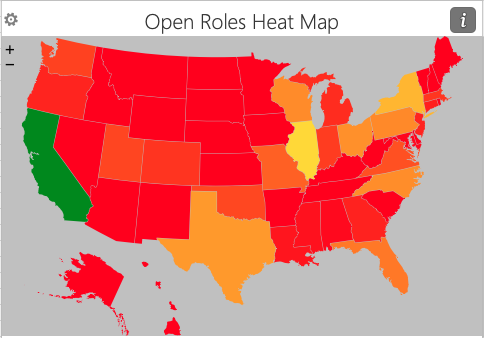 Open Roles Heat Map
i
+
−